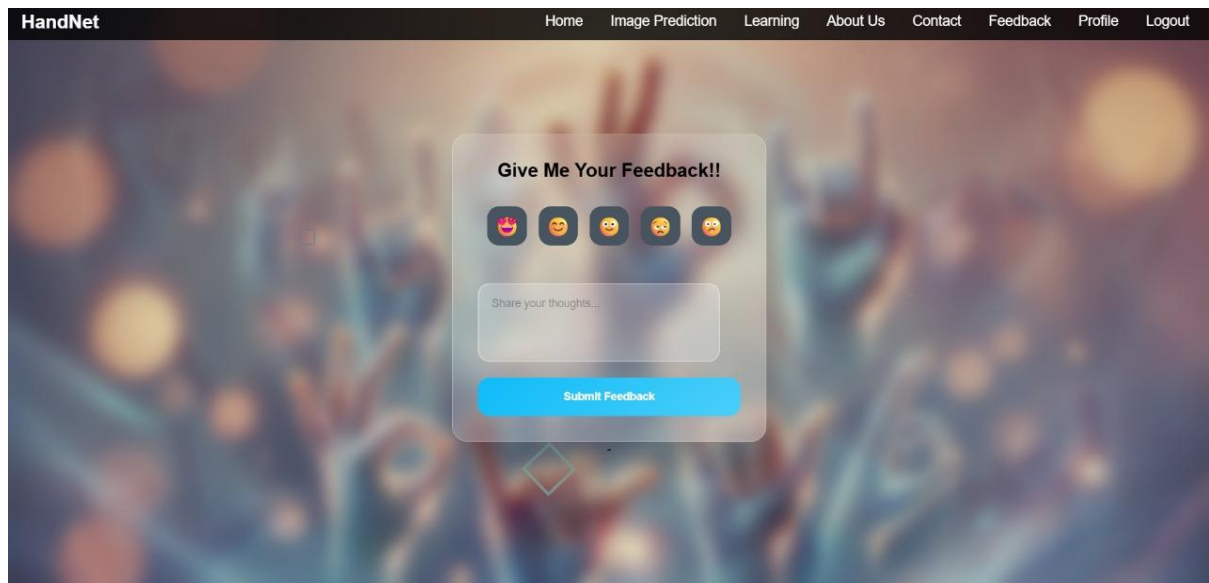 HandNet Home Image Prediction Learning About Us Contact Feedback Profile Logout
Give Me Your Feedback!!
Share your thoughts...
Submit Feedback
-